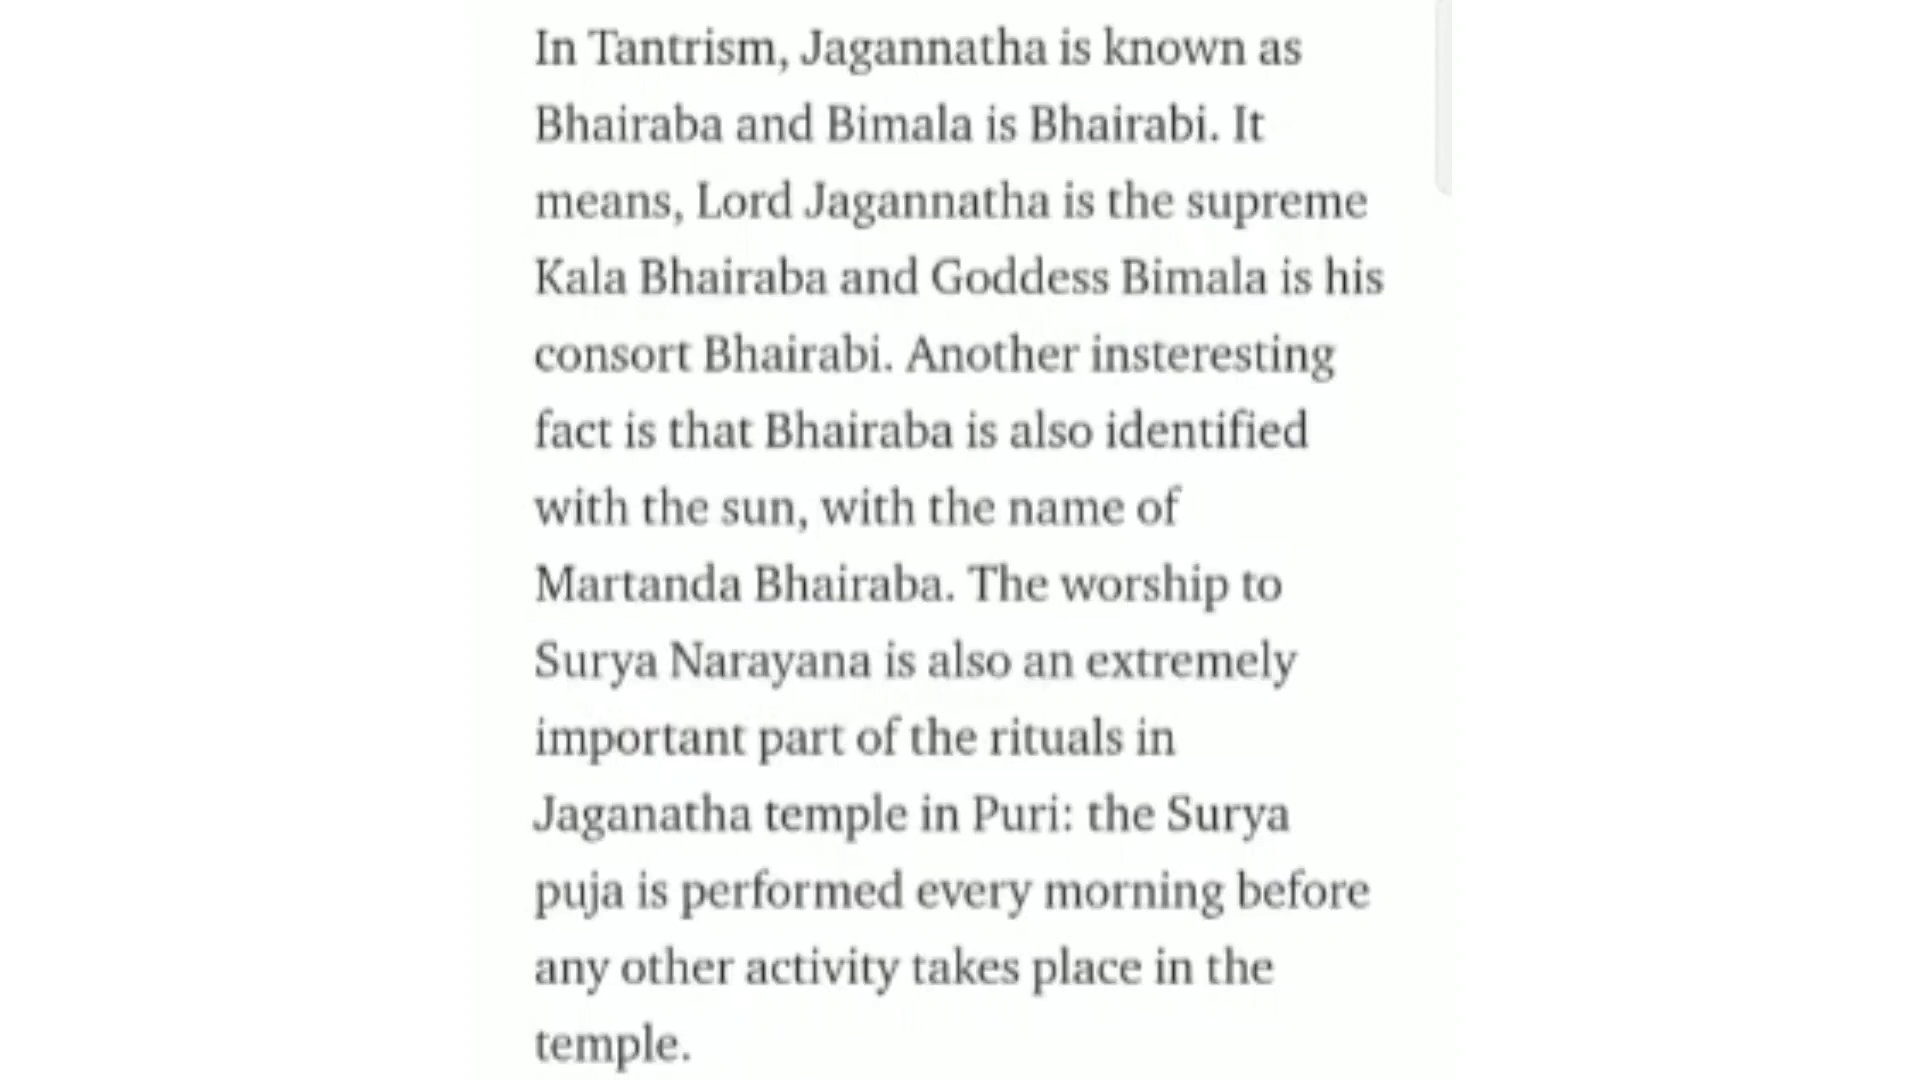 In Tantrism, Jagannatha is known as
Bhairaba and Bimala is Bhairabi. It
means, Lord Jagannatha is the supreme
Kala Bhairaba and Goddess Bimala is his
consort Bhairabi. Another insteresting
fact is that Bhairaba is also identified
with the sun, with the name of
Martanda Bhairaba. The worship to
Surya Narayana is also an extremely
important part of the rituals in
Jaganatha temple in Puri: the Surya
puja is performed every morning before
any other activity takes place in the
temple.